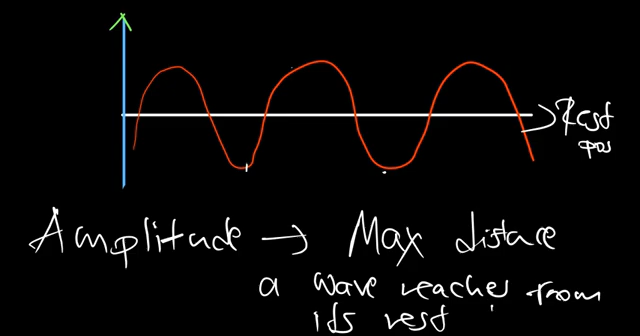 Rest
pos
Amplitude → Max distace
a wave reaches from
its rest